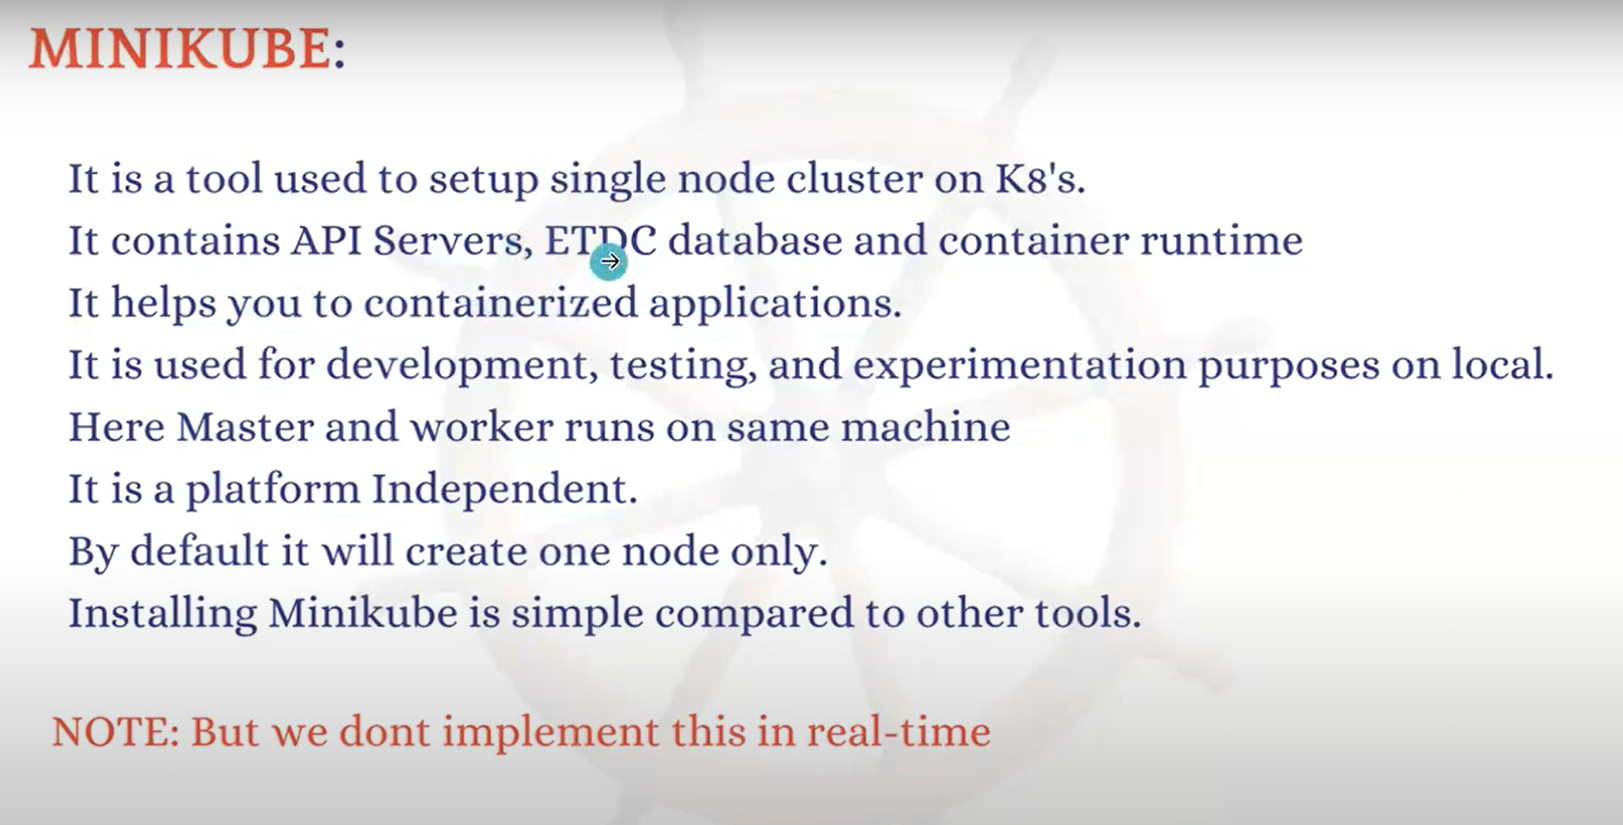 MINIKUBE:
It is a tool used to setup single node cluster on K8's.
It contains API Servers, ETDC database and container runtime
It helps you to containerized applications.
It is used for development, testing, and experimentation purposes on local.
Here Master and worker runs on same machine
It is a platform Independent.
By default it will create one node only.
Installing Minikube is simple compared to other tools.
NOTE: But we dont implement this in real-time